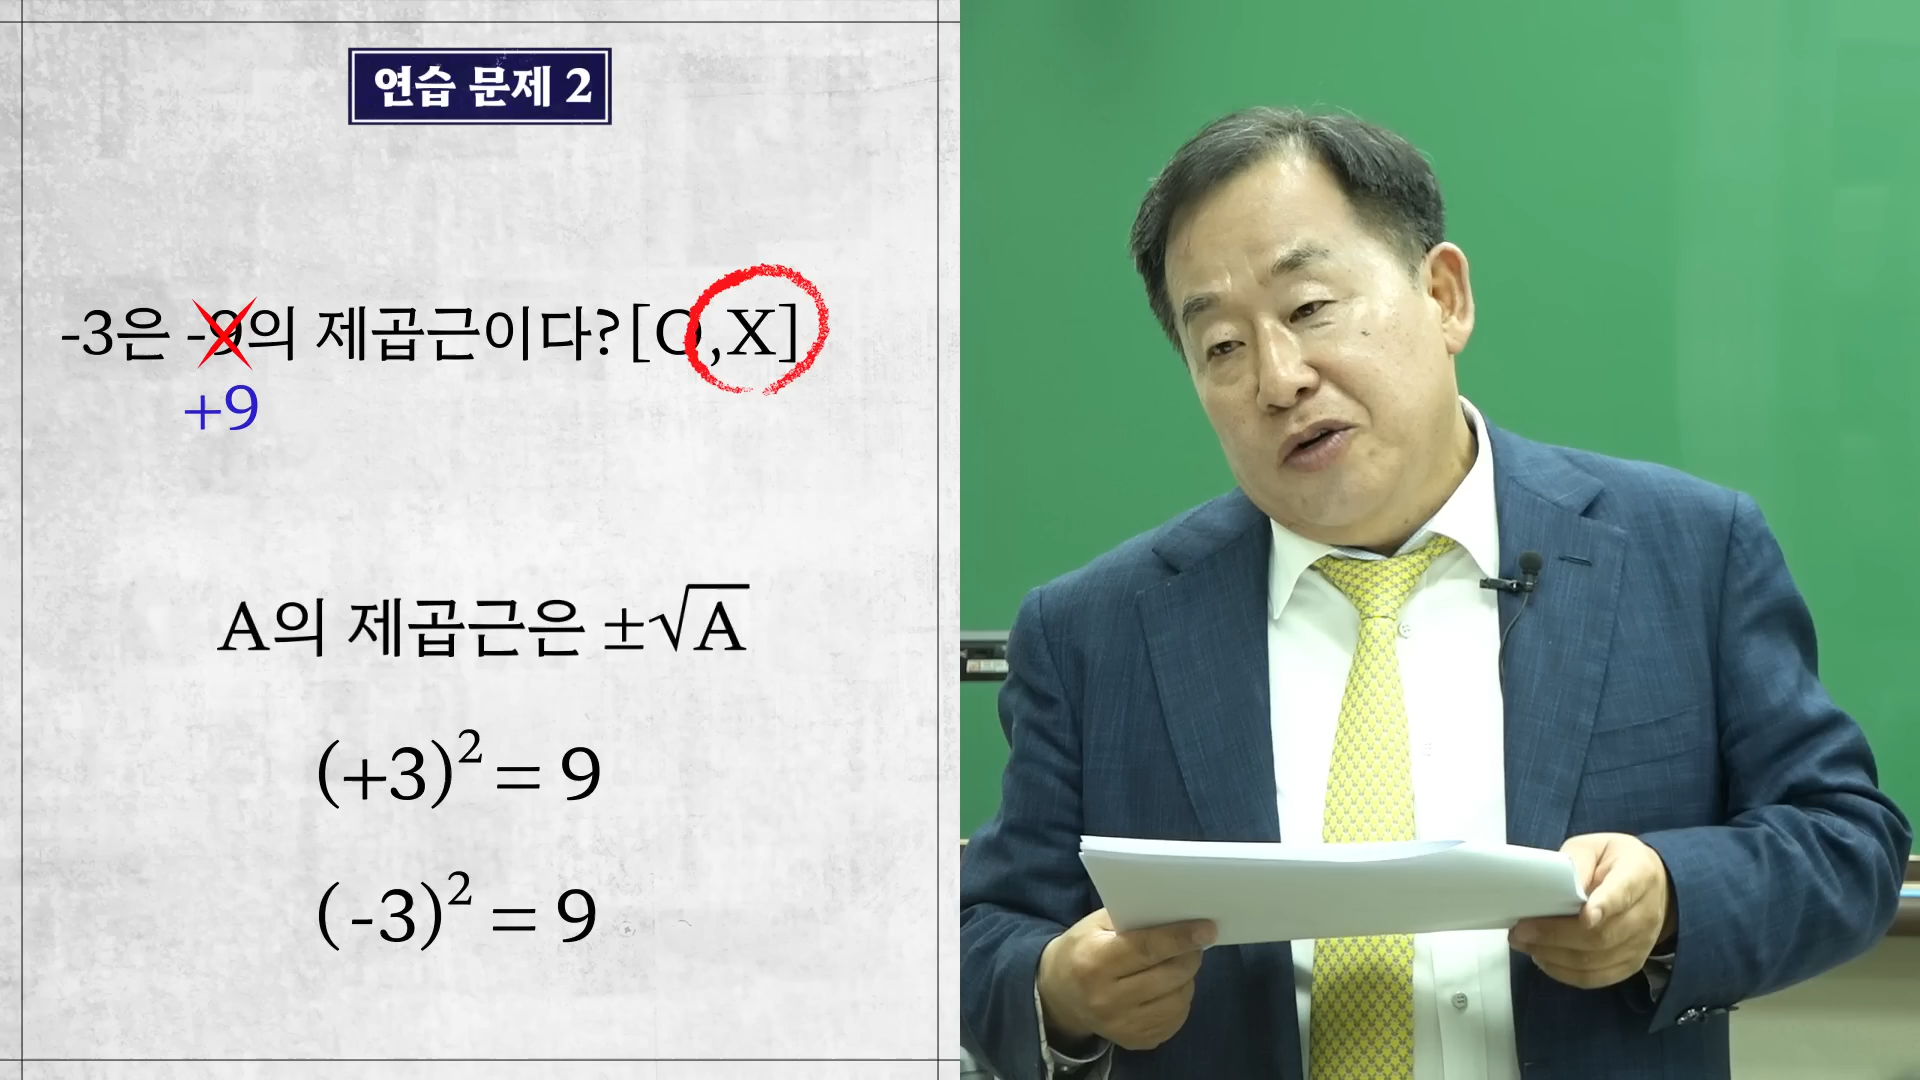 연습 문제 2
-3은 -9의 제곱근이다? [O,X]
+9
A의 제곱근은 ±√A
(+3)² = 9
(-3)² = 9